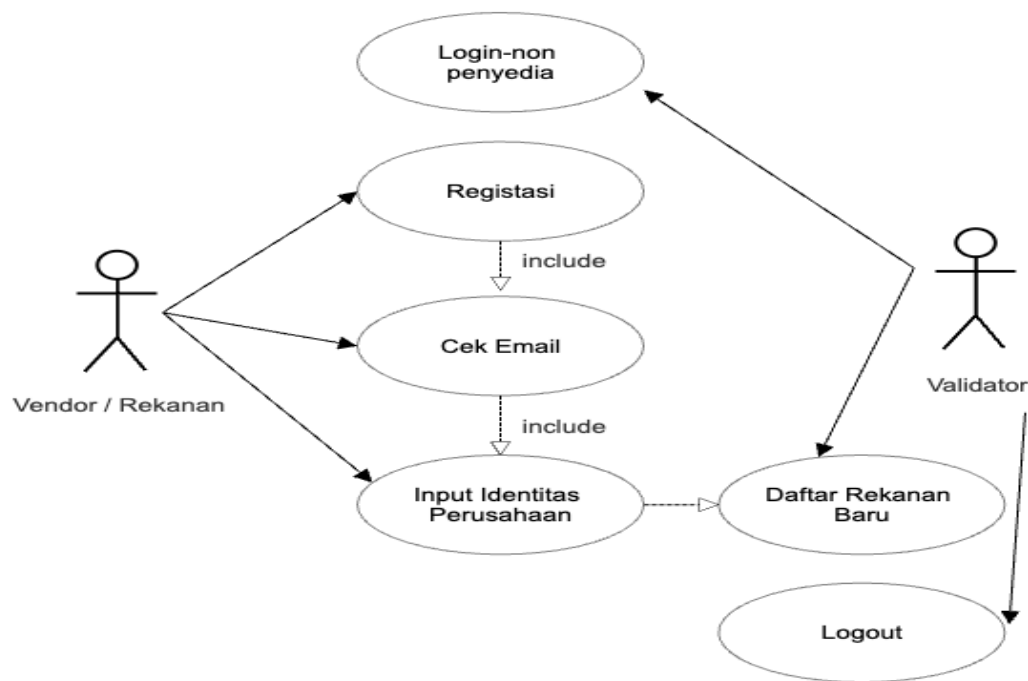 Login-non
penyedia
Registasi
include
Cek Email
Vendor / Rekanan
Validator
include
Input Identitas
Perusahaan
Daftar Rekanan
Baru
Logout